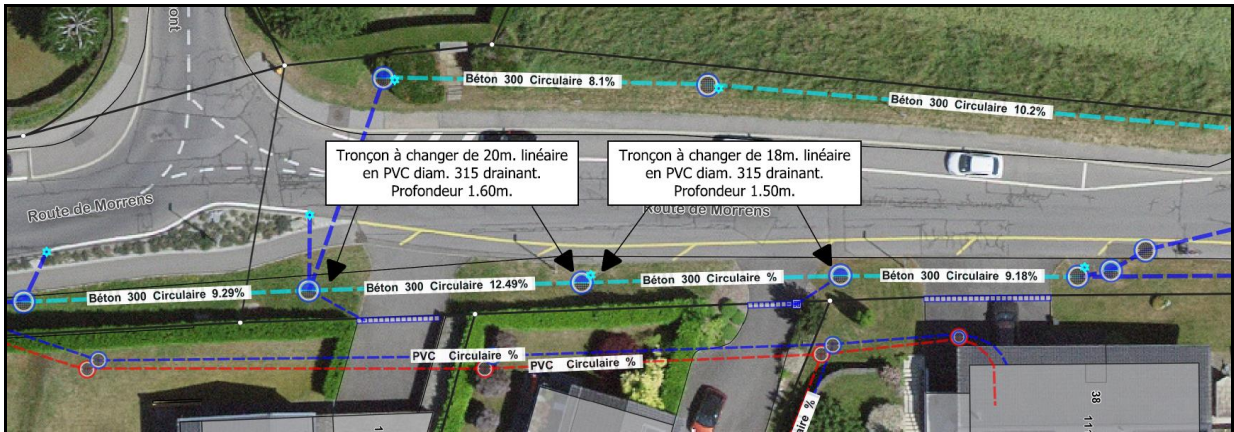 ont
Béton 300 Circulaire 8.1%
Béton 300 Circulaire 10.2%
Tronçon à changer de 20m. linéaire
en PVC diam. 315 drainant.
Profondeur 1.60m.
Tronçon à changer de 18m. linéaire
en PVC diam. 315 drainant.
Profondeur 1.50m.
Route de Morrens
Route de Morrens
Béton 300 Circulaire 9.29%
Béton 300 Circulaire 12.49%
Béton 300 Circulaire %
Béton 300 Circulaire 9.18%
PVC Circulaire %
PVC Circulaire %
aire %
38